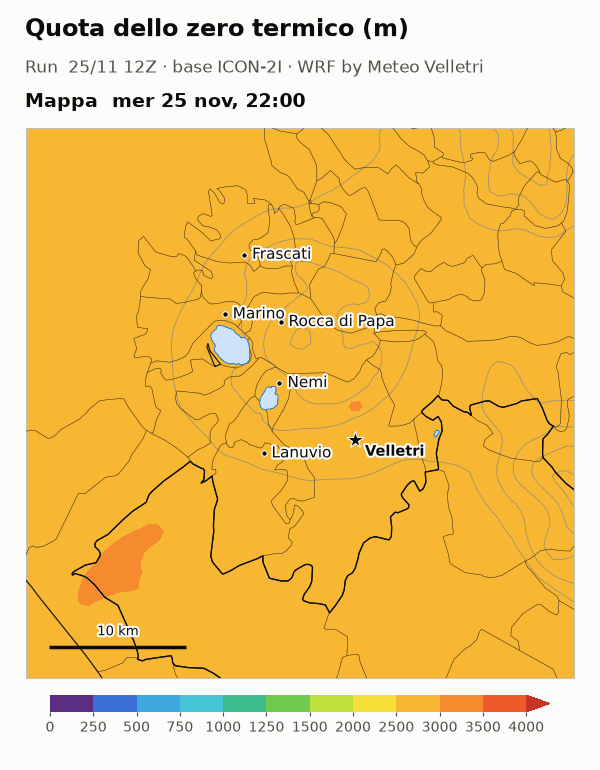 Quota dello zero termico (m)
Run  25/11 12Z · base ICON-2I · WRF by Meteo Velletri
Mappa  mer 25 nov, 22:00
Frascati
Marino
Rocca di Papa
Nemi
Velletri
Lanuvio
10 km
0 250 500 750 1000 1250 1500 2000 2500 3000 3500 4000